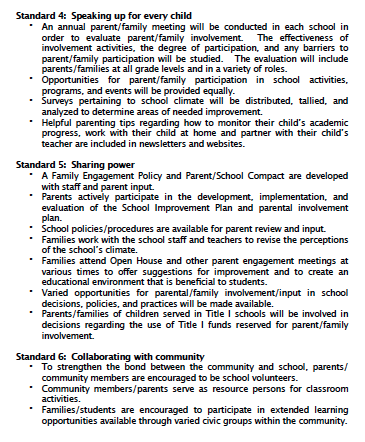 Standard 4:  Speaking up for every child
• An annual parent/family meeting will be conducted in each school in
order to evaluate parent/family involvement.  The effectiveness of
involvement activities, the degree of participation, and any barriers to
parent/family participation will be studied.  The evaluation will include
parents/families at all grade levels and in a variety of roles.
• Opportunities for parent/family participation in school activities,
programs, and events will be provided equally.
• Surveys pertaining to school climate will be distributed, tallied, and
analyzed to determine areas of needed improvement.
• Helpful parenting tips regarding how to monitor their child's academic
progress, work with their child at home and partner with their child's
teacher are included in newsletters and websites.
Standard 5:  Sharing power
• A Family Engagement Policy and Parent/School Compact are developed
with staff and parent input.
• Parents actively participate in the development, implementation, and
evaluation of the School Improvement Plan and parental involvement
plan.
• School policies/procedures are available for parent review and input.
• Families work with the school staff and teachers to revise the perceptions
of the school's climate.
• Families attend Open House and other parent engagement meetings at
various times to offer suggestions for improvement and to create an
educational environment that is beneficial to students.
• Varied opportunities for parental/family involvement/input in school
decisions, policies, and practices will be made available.
• Parents/families of children served in Title I schools will be involved in
decisions regarding the use of Title I funds reserved for parent/family
involvement.
Standard 6:  Collaborating with community
• To strengthen the bond between the community and school, parents/
community members are encouraged to be school volunteers.
• Community members/parents serve as resource persons for classroom
activities.
• Families/students are encouraged to participate in extended learning
opportunities available through varied civic groups within the community.